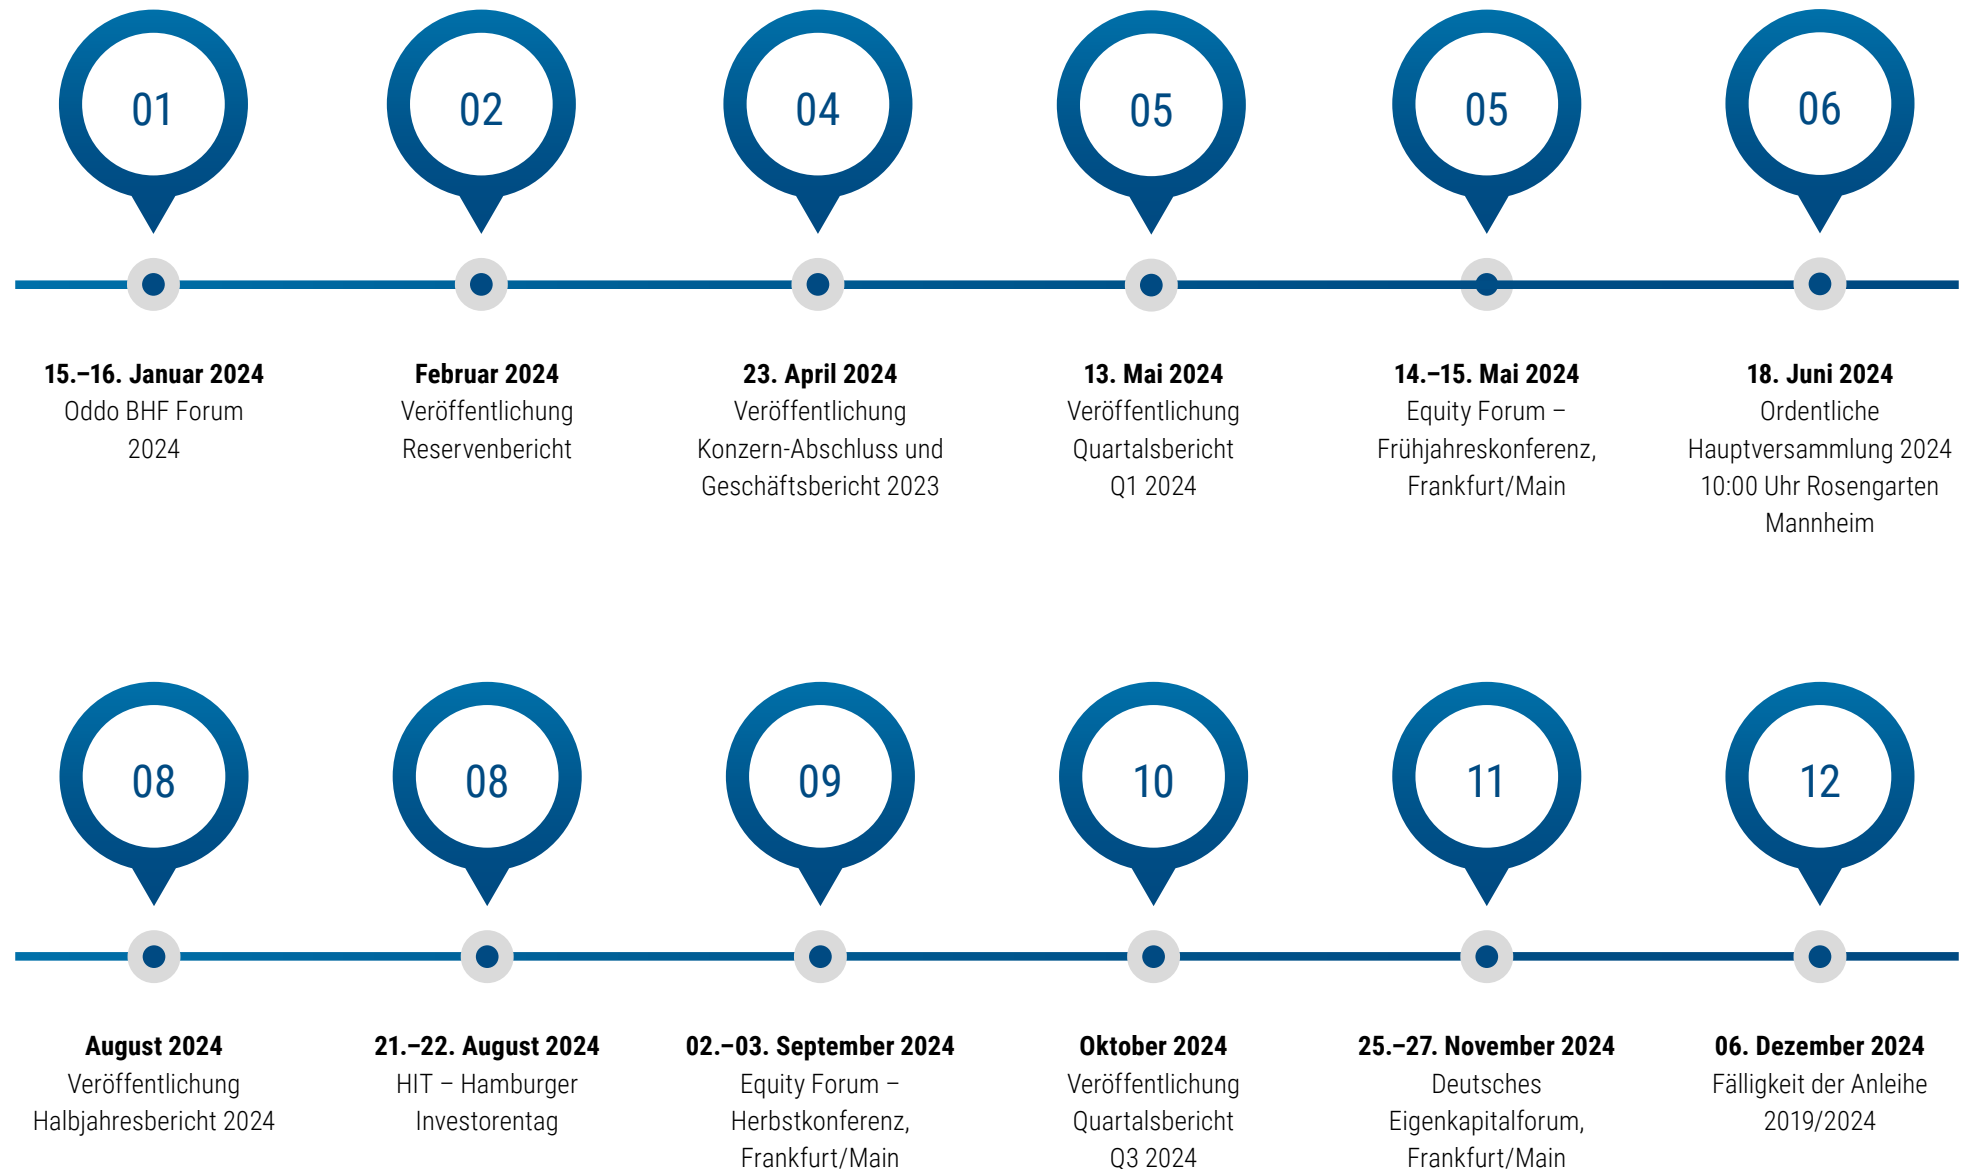 01
02
04
05
05
06
15.–16. Januar 2024
Oddo BHF Forum
2024
Februar 2024
Veröffentlichung
Reservenbericht
23. April 2024
Veröffentlichung
Konzern-Abschluss und
Geschäftsbericht 2023
13. Mai 2024
Veröffentlichung
Quartalsbericht
Q1 2024
14.–15. Mai 2024
Equity Forum –
Frühjahreskonferenz,
Frankfurt/Main
18. Juni 2024
Ordentliche
Hauptversammlung 2024
10:00 Uhr Rosengarten
Mannheim
08
08
09
10
11
12
August 2024
Veröffentlichung
Halbjahresbericht 2024
21.–22. August 2024
HIT – Hamburger
Investorentag
02.–03. September 2024
Equity Forum –
Herbstkonferenz,
Frankfurt/Main
Oktober 2024
Veröffentlichung
Quartalsbericht
Q3 2024
25.–27. November 2024
Deutsches
Eigenkapitalforum,
Frankfurt/Main
06. Dezember 2024
Fälligkeit der Anleihe
2019/2024